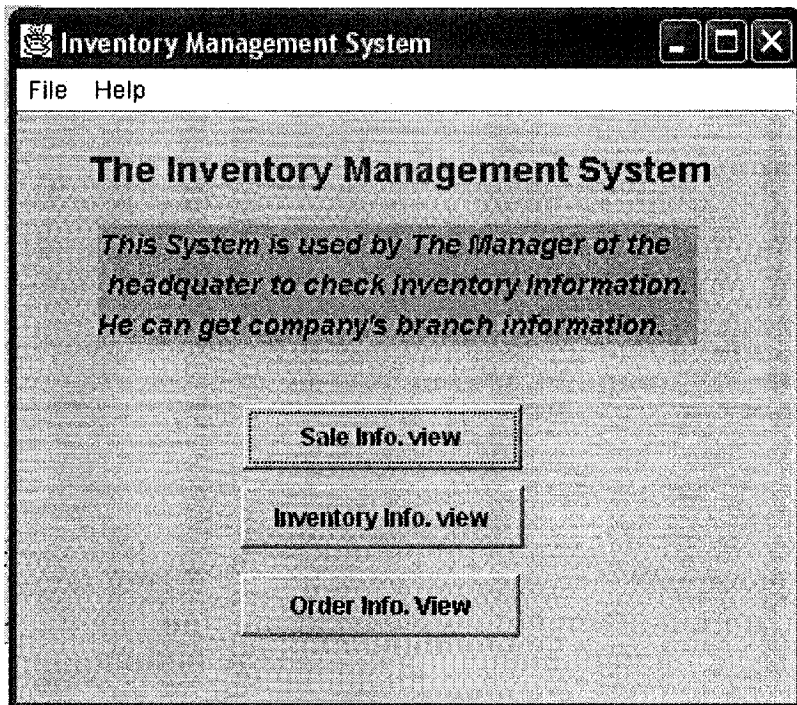 Inventory Management System
File Help
The Inventory Management System
This System is used by The Manager of the
headquater to check Inventory Information.
He can get company's branch information.
Sale Info. view
Inventory Info. view
Order Info. View